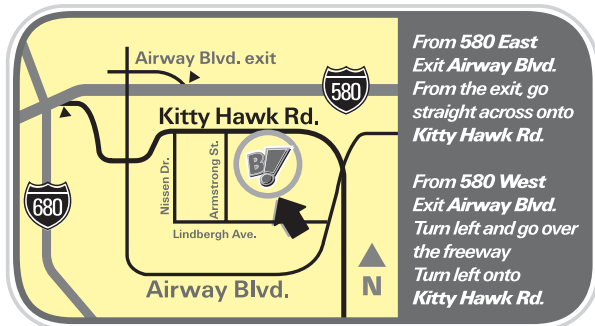 Airway Blvd. exit
580
Kitty Hawk Rd.
Nissen Dr.
Armstrong St.
B!
680
Lindbergh Ave.
Airway Blvd.
N
From 580 East
Exit Airway Blvd.
From the exit, go
straight across onto
Kitty Hawk Rd.
From 580 West
Exit Airway Blvd.
Turn left and go over
the freeway
Turn left onto
Kitty Hawk Rd.